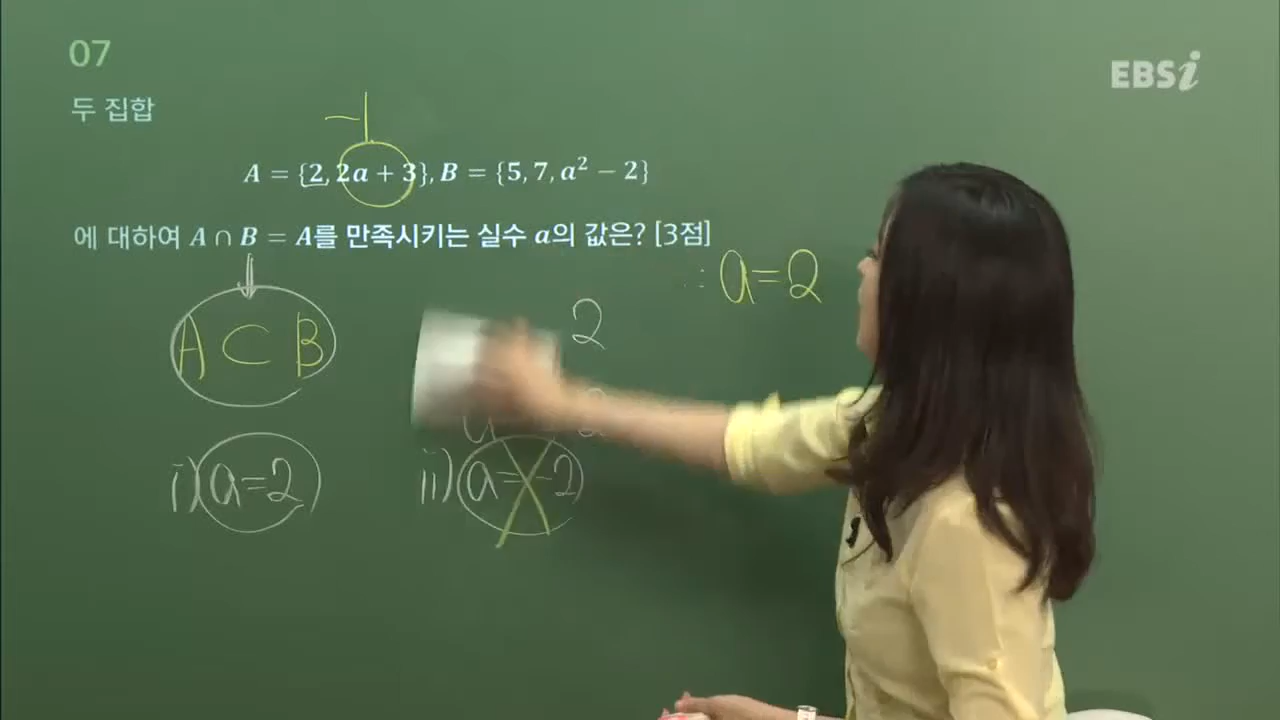 07
EBSi
두 집합
-1
A = {2, 2a + 3}, B = {5, 7, a² − 2}
에 대하여 A ∩ B = A를 만족시키는 실수 a의 값은? [3점]
∴ a=2
A ⊂ B
2
i) a=2
ii) a=-2